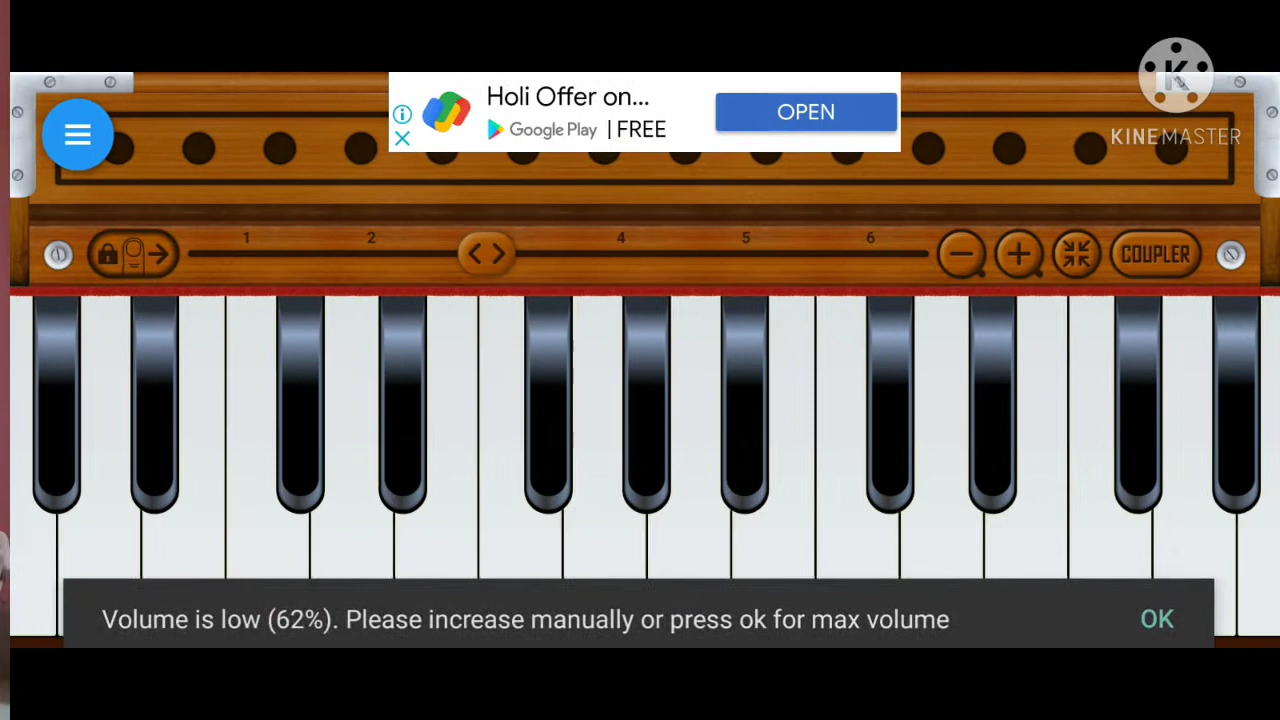 Holi Offer on...
Google Play | FREE
OPEN
K
KINEMASTER
1 2 4 5 6
COUPLER
Volume is low (62%). Please increase manually or press ok for max volume
OK